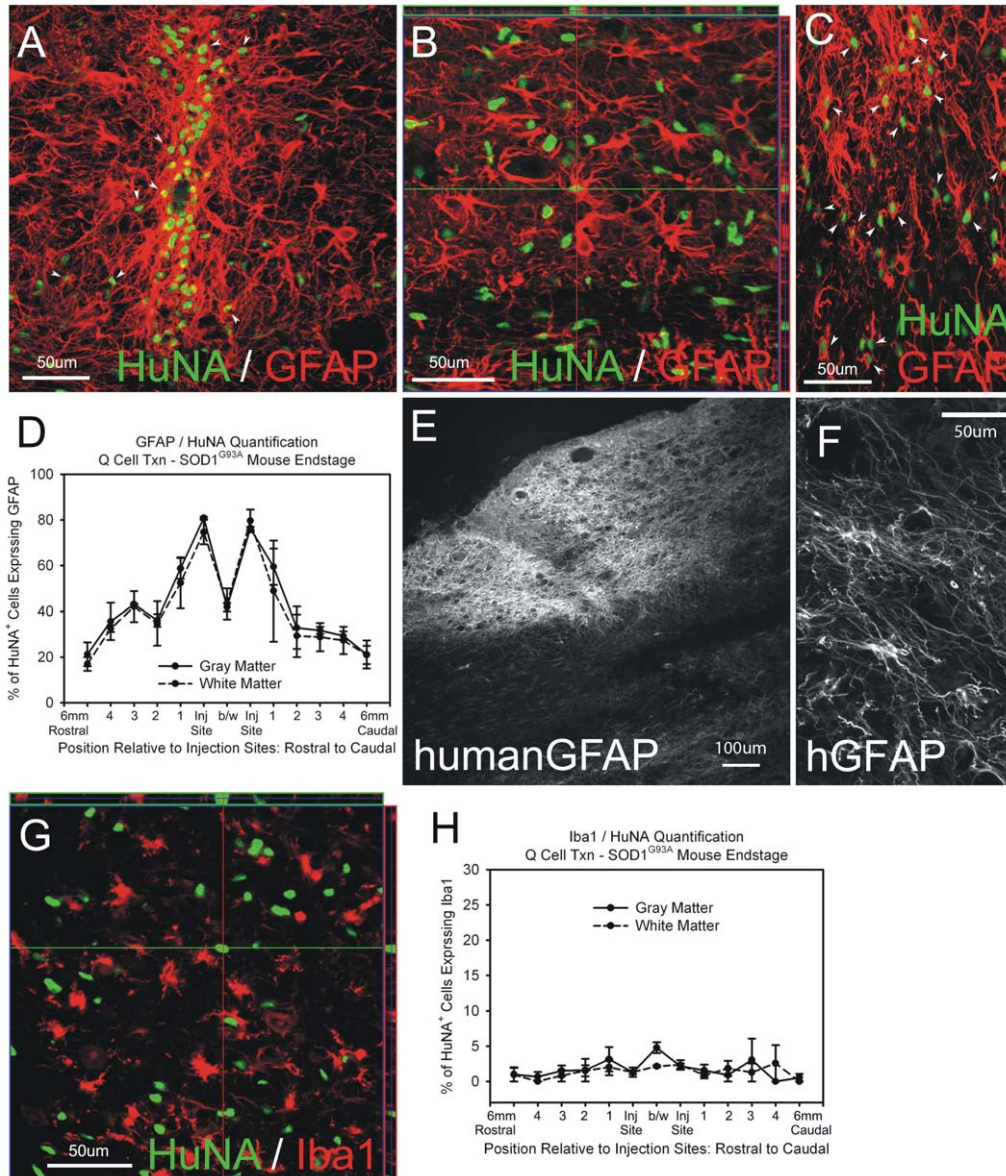 A
50um
HuNA / GFAP
B
50um
HuNA / GFAP
C
HuNA
50um
GFAP
D
GFAP / HuNA Quantification
Q Cell Txn - SOD1G93A Mouse Endstage
% of HuNA+ Cells Exprssing GFAP
100
80
60
40
20
0
Gray Matter
White Matter
6mm 4 3 2 1 Inj b/w Inj 1 2 3 4 6mm
Rostral Site Site Caudal
Position Relative to Injection Sites: Rostral to Caudal
E
humanGFAP
100um
F
50um
hGFAP
G
50um
HuNA / Iba1
H
Iba1 / HuNA Quantification
Q Cell Txn - SOD1G93A Mouse Endstage
% of HuNA+ Cells Exprssing Iba1
30
25
20
15
10
5
0
Gray Matter
White Matter
6mm 4 3 2 1 Inj b/w Inj 1 2 3 4 6mm
Rostral Site Site Caudal
Position Relative to Injection Sites: Rostral to Caudal